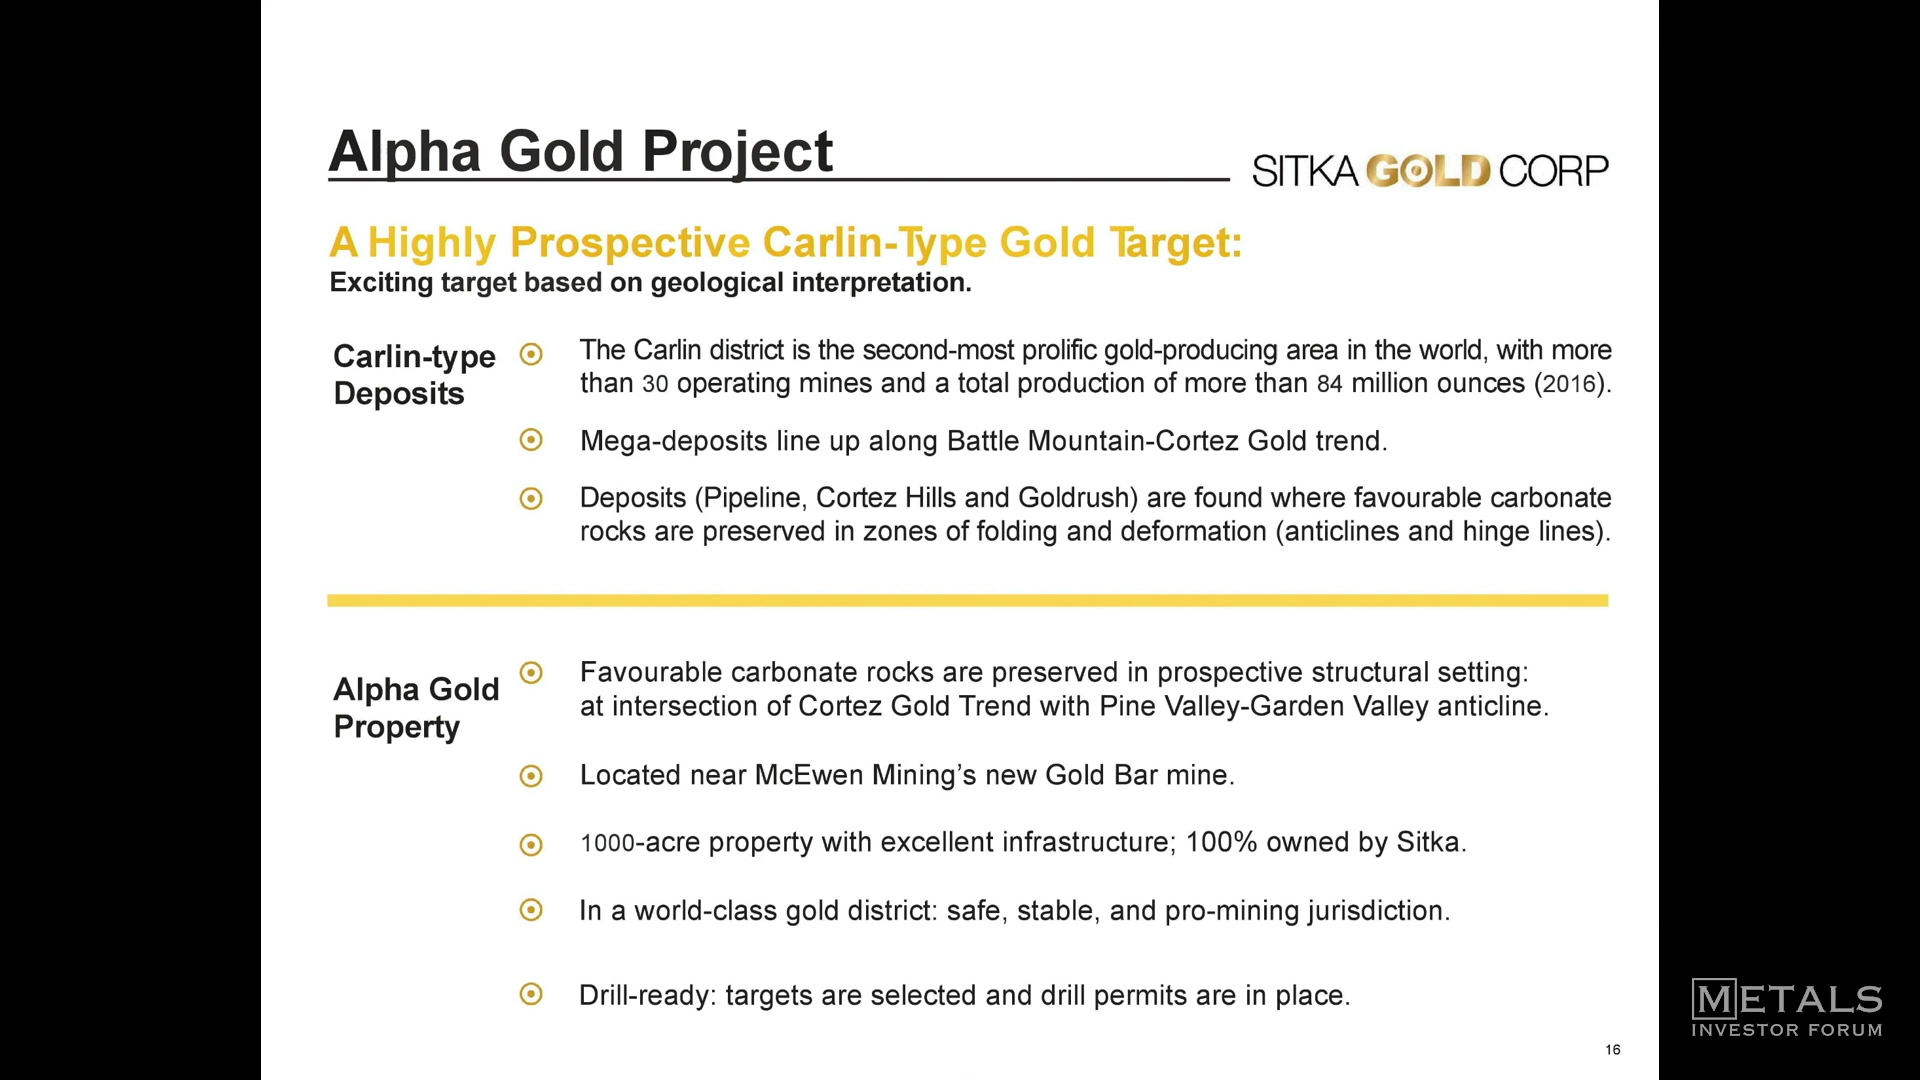 Alpha Gold Project
SITKA GOLD CORP
A Highly Prospective Carlin-Type Gold Target:
Exciting target based on geological interpretation.
Carlin-type
Deposits
The Carlin district is the second-most prolific gold-producing area in the world, with more
than 30 operating mines and a total production of more than 84 million ounces (2016).
Mega-deposits line up along Battle Mountain-Cortez Gold trend.
Deposits (Pipeline, Cortez Hills and Goldrush) are found where favourable carbonate
rocks are preserved in zones of folding and deformation (anticlines and hinge lines).
Alpha Gold
Property
Favourable carbonate rocks are preserved in prospective structural setting:
at intersection of Cortez Gold Trend with Pine Valley-Garden Valley anticline.
Located near McEwen Mining’s new Gold Bar mine.
1000-acre property with excellent infrastructure; 100% owned by Sitka.
In a world-class gold district: safe, stable, and pro-mining jurisdiction.
Drill-ready: targets are selected and drill permits are in place.
METALS
INVESTOR FORUM
16